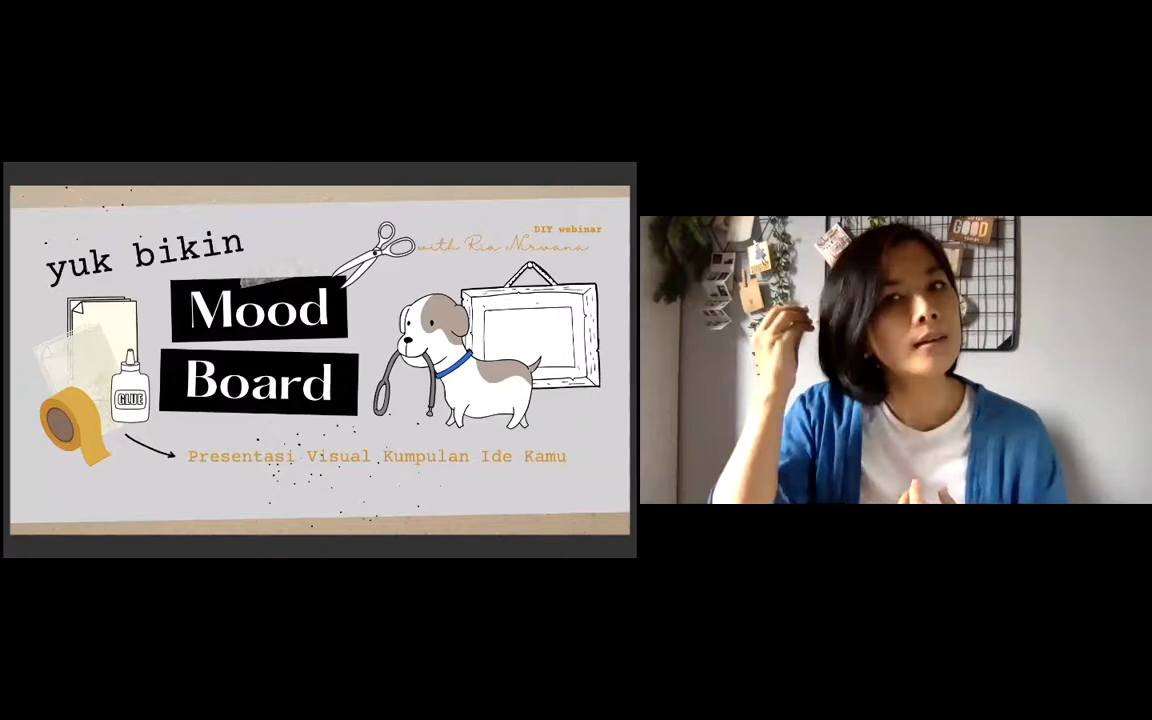 DIY webinar
with Ria Nirwana
yuk bikin
Mood
Board
GLUE
Presentasi Visual Kumpulan Ide Kamu
GOOD